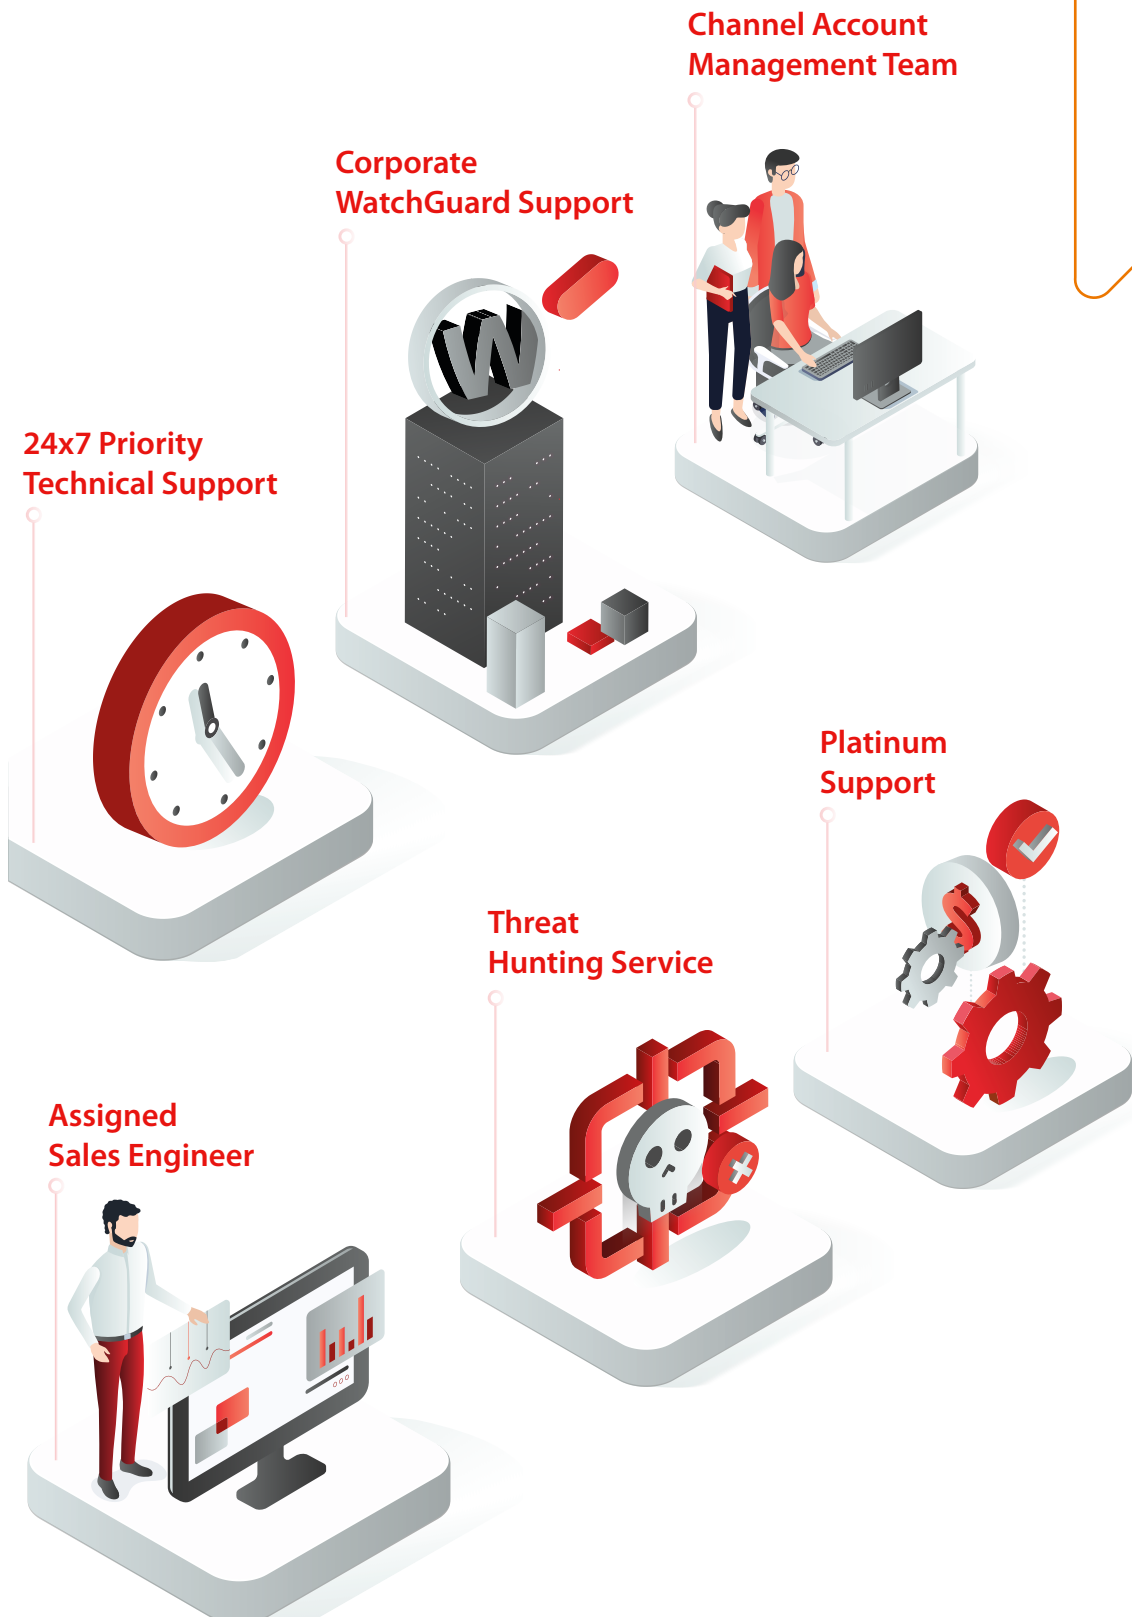 Channel Account
Management Team
Corporate
WatchGuard Support
W
24x7 Priority
Technical Support
Platinum
Support
$
Threat
Hunting Service
Assigned
Sales Engineer